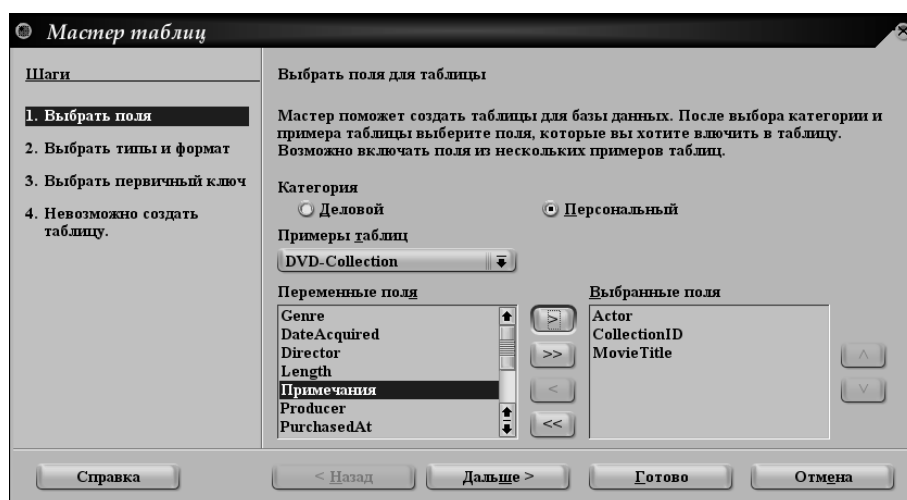 Мастер таблиц
Шаги
1. Выбрать поля
2. Выбрать типы и формат
3. Выбрать первичный ключ
4. Невозможно создать
таблицу.
Выбрать поля для таблицы
Мастер поможет создать таблицы для базы данных. После выбора категории и
примера таблицы выберите поля, которые вы хотите влючить в таблицу.
Возможно включать поля из нескольких примеров таблиц.
Категория
Деловой
Персональный
Примеры таблиц
DVD-Collection
Переменные поля
Genre
DateAcquired
Director
Length
Примечания
Producer
PurchasedAt
>
>>
<
<<
Выбранные поля
Actor
CollectionID
MovieTitle
Справка
< Назад
Дальше >
Готово
Отмена